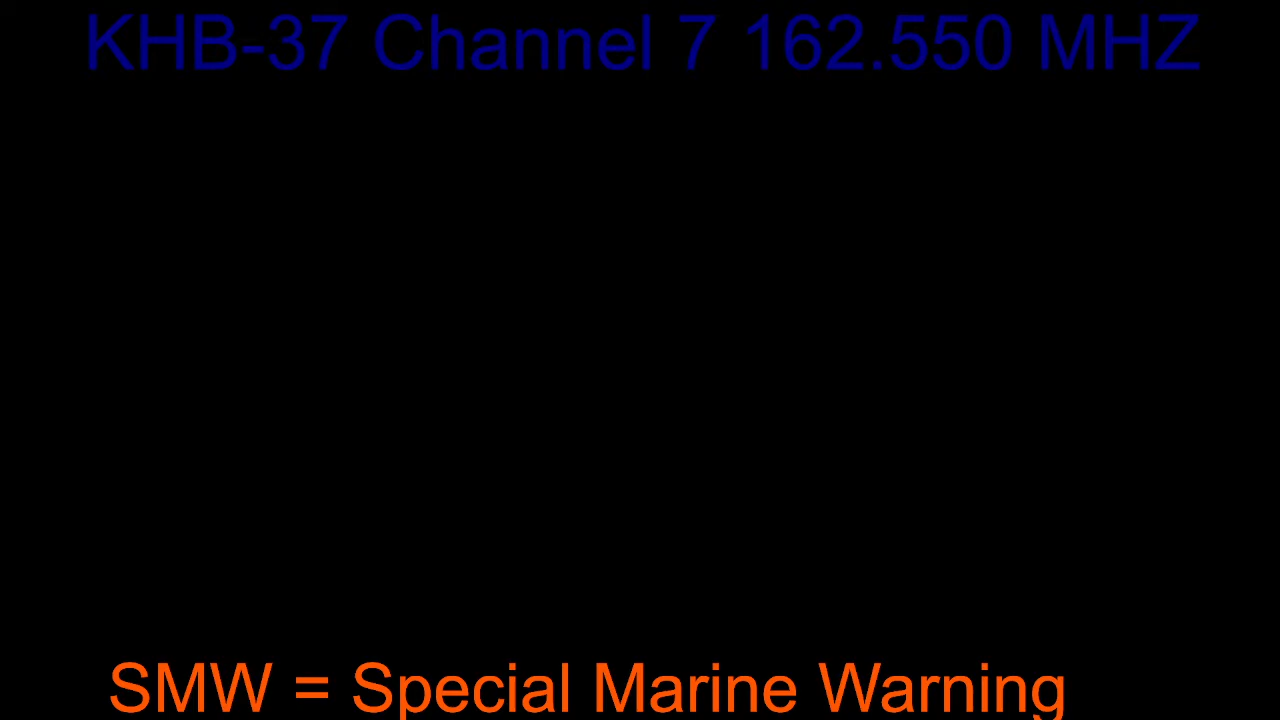 KHB-37 Channel 7 162.550 MHZ
SMW = Special Marine Warning